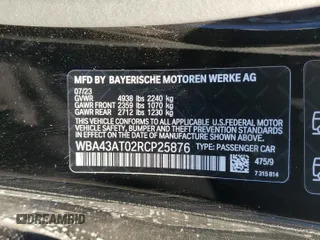 MFD BY BAYERISCHE MOTOREN WERKE AG
07/23
GVWR 4938 lbs 2240 kg
GAWR FRONT 2359 lbs 1070 kg
GAWR REAR 2712 lbs 1230 kg
THIS VEHICLE CONFORMS TO ALL APPLICABLE U.S. FEDERAL MOTOR
VEHICLE SAFETY, BUMPER, AND THEFT PREVENTION STANDARDS
IN EFFECT ON THE DATE OF MANUFACTURE SHOWN ABOVE.
WBA43AT02RCP25876 TYPE: PASSENGER CAR
475/9
7 315 814
DREAMRID